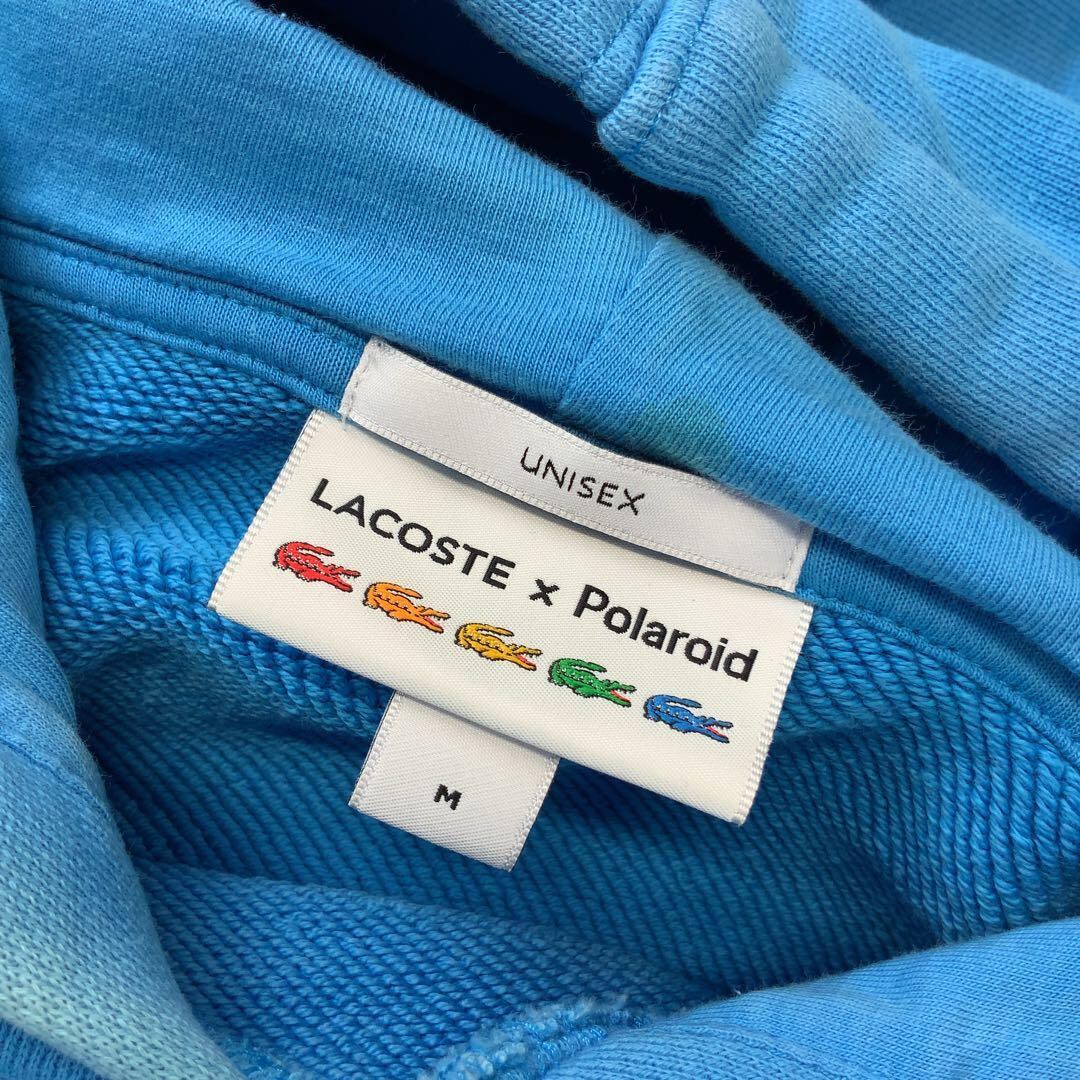 UNISEX
LACOSTE x Polaroid
M